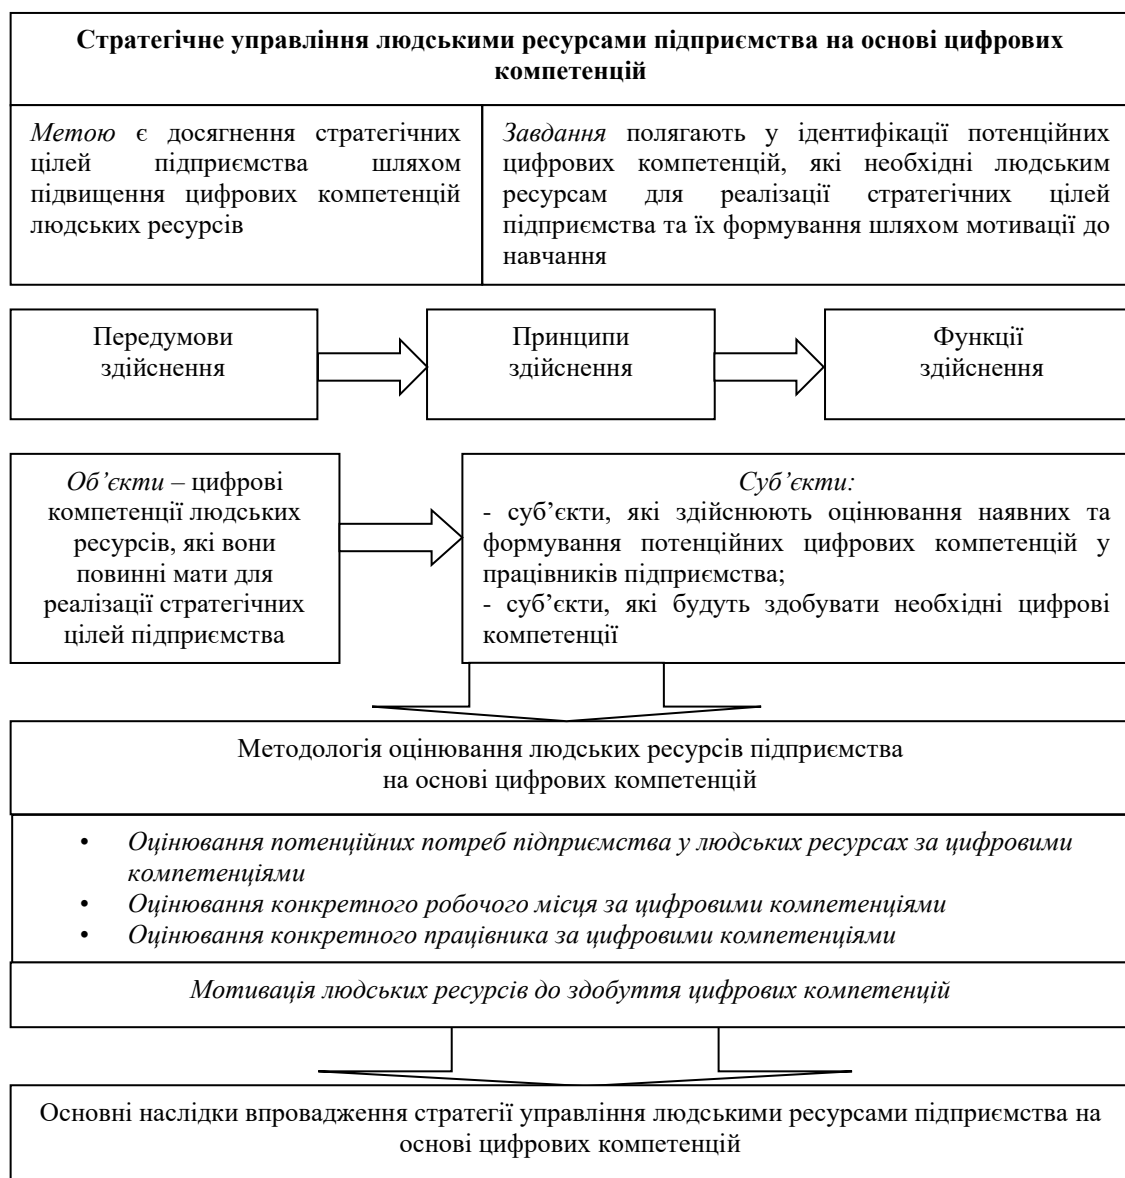 Стратегічне управління людськими ресурсами підприємства на основі цифрових
компетенцій
Метою є досягнення стратегічних
цілей підприємства шляхом
підвищення цифрових компетенцій
людських ресурсів
Завдання полягають у ідентифікації потенційних
цифрових компетенцій, які необхідні людським
ресурсам для реалізації стратегічних цілей
підприємства та їх формування шляхом мотивації до
навчання
Передумови
здійснення
Принципи
здійснення
Функції
здійснення
Об’єкти – цифрові
компетенції людських
ресурсів, які вони
повинні мати для
реалізації стратегічних
цілей підприємства
Суб’єкти:
- суб’єкти, які здійснюють оцінювання наявних та
формування потенційних цифрових компетенцій у
працівників підприємства;
- суб’єкти, які будуть здобувати необхідні цифрові
компетенції
Методологія оцінювання людських ресурсів підприємства
на основі цифрових компетенцій
• Оцінювання потенційних потреб підприємства у людських ресурсах за цифровими
компетенціями
• Оцінювання конкретного робочого місця за цифровими компетенціями
• Оцінювання конкретного працівника за цифровими компетенціями
Мотивація людських ресурсів до здобуття цифрових компетенцій
Основні наслідки впровадження стратегії управління людськими ресурсами підприємства на
основі цифрових компетенцій